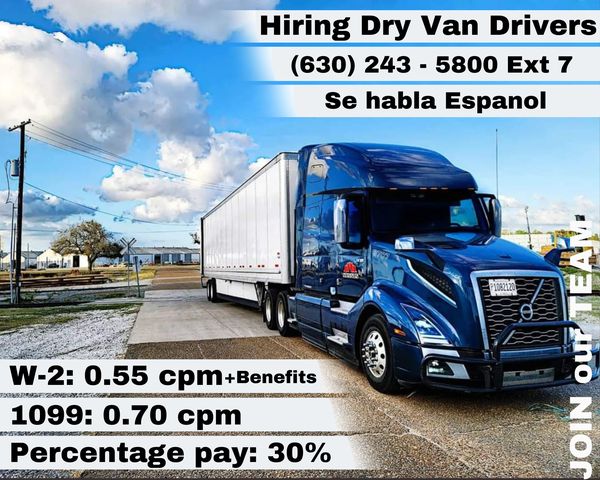 Hiring Dry Van Drivers
(630) 243 - 5800 Ext 7
Se habla Espanol
W-2: 0.55 cpm+Benefits
1099: 0.70 cpm
Percentage pay: 30%
JOIN our TEAM